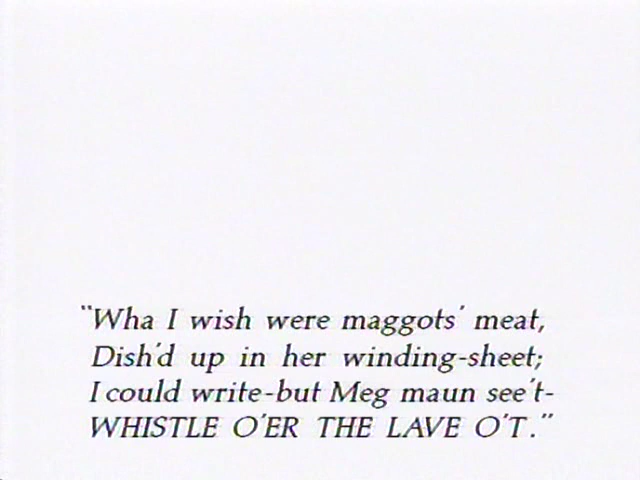 "Wha I wish were maggots' meat,
Dish'd up in her winding-sheet;
I could write-but Meg maun see't-
WHISTLE O'ER THE LAVE O'T."